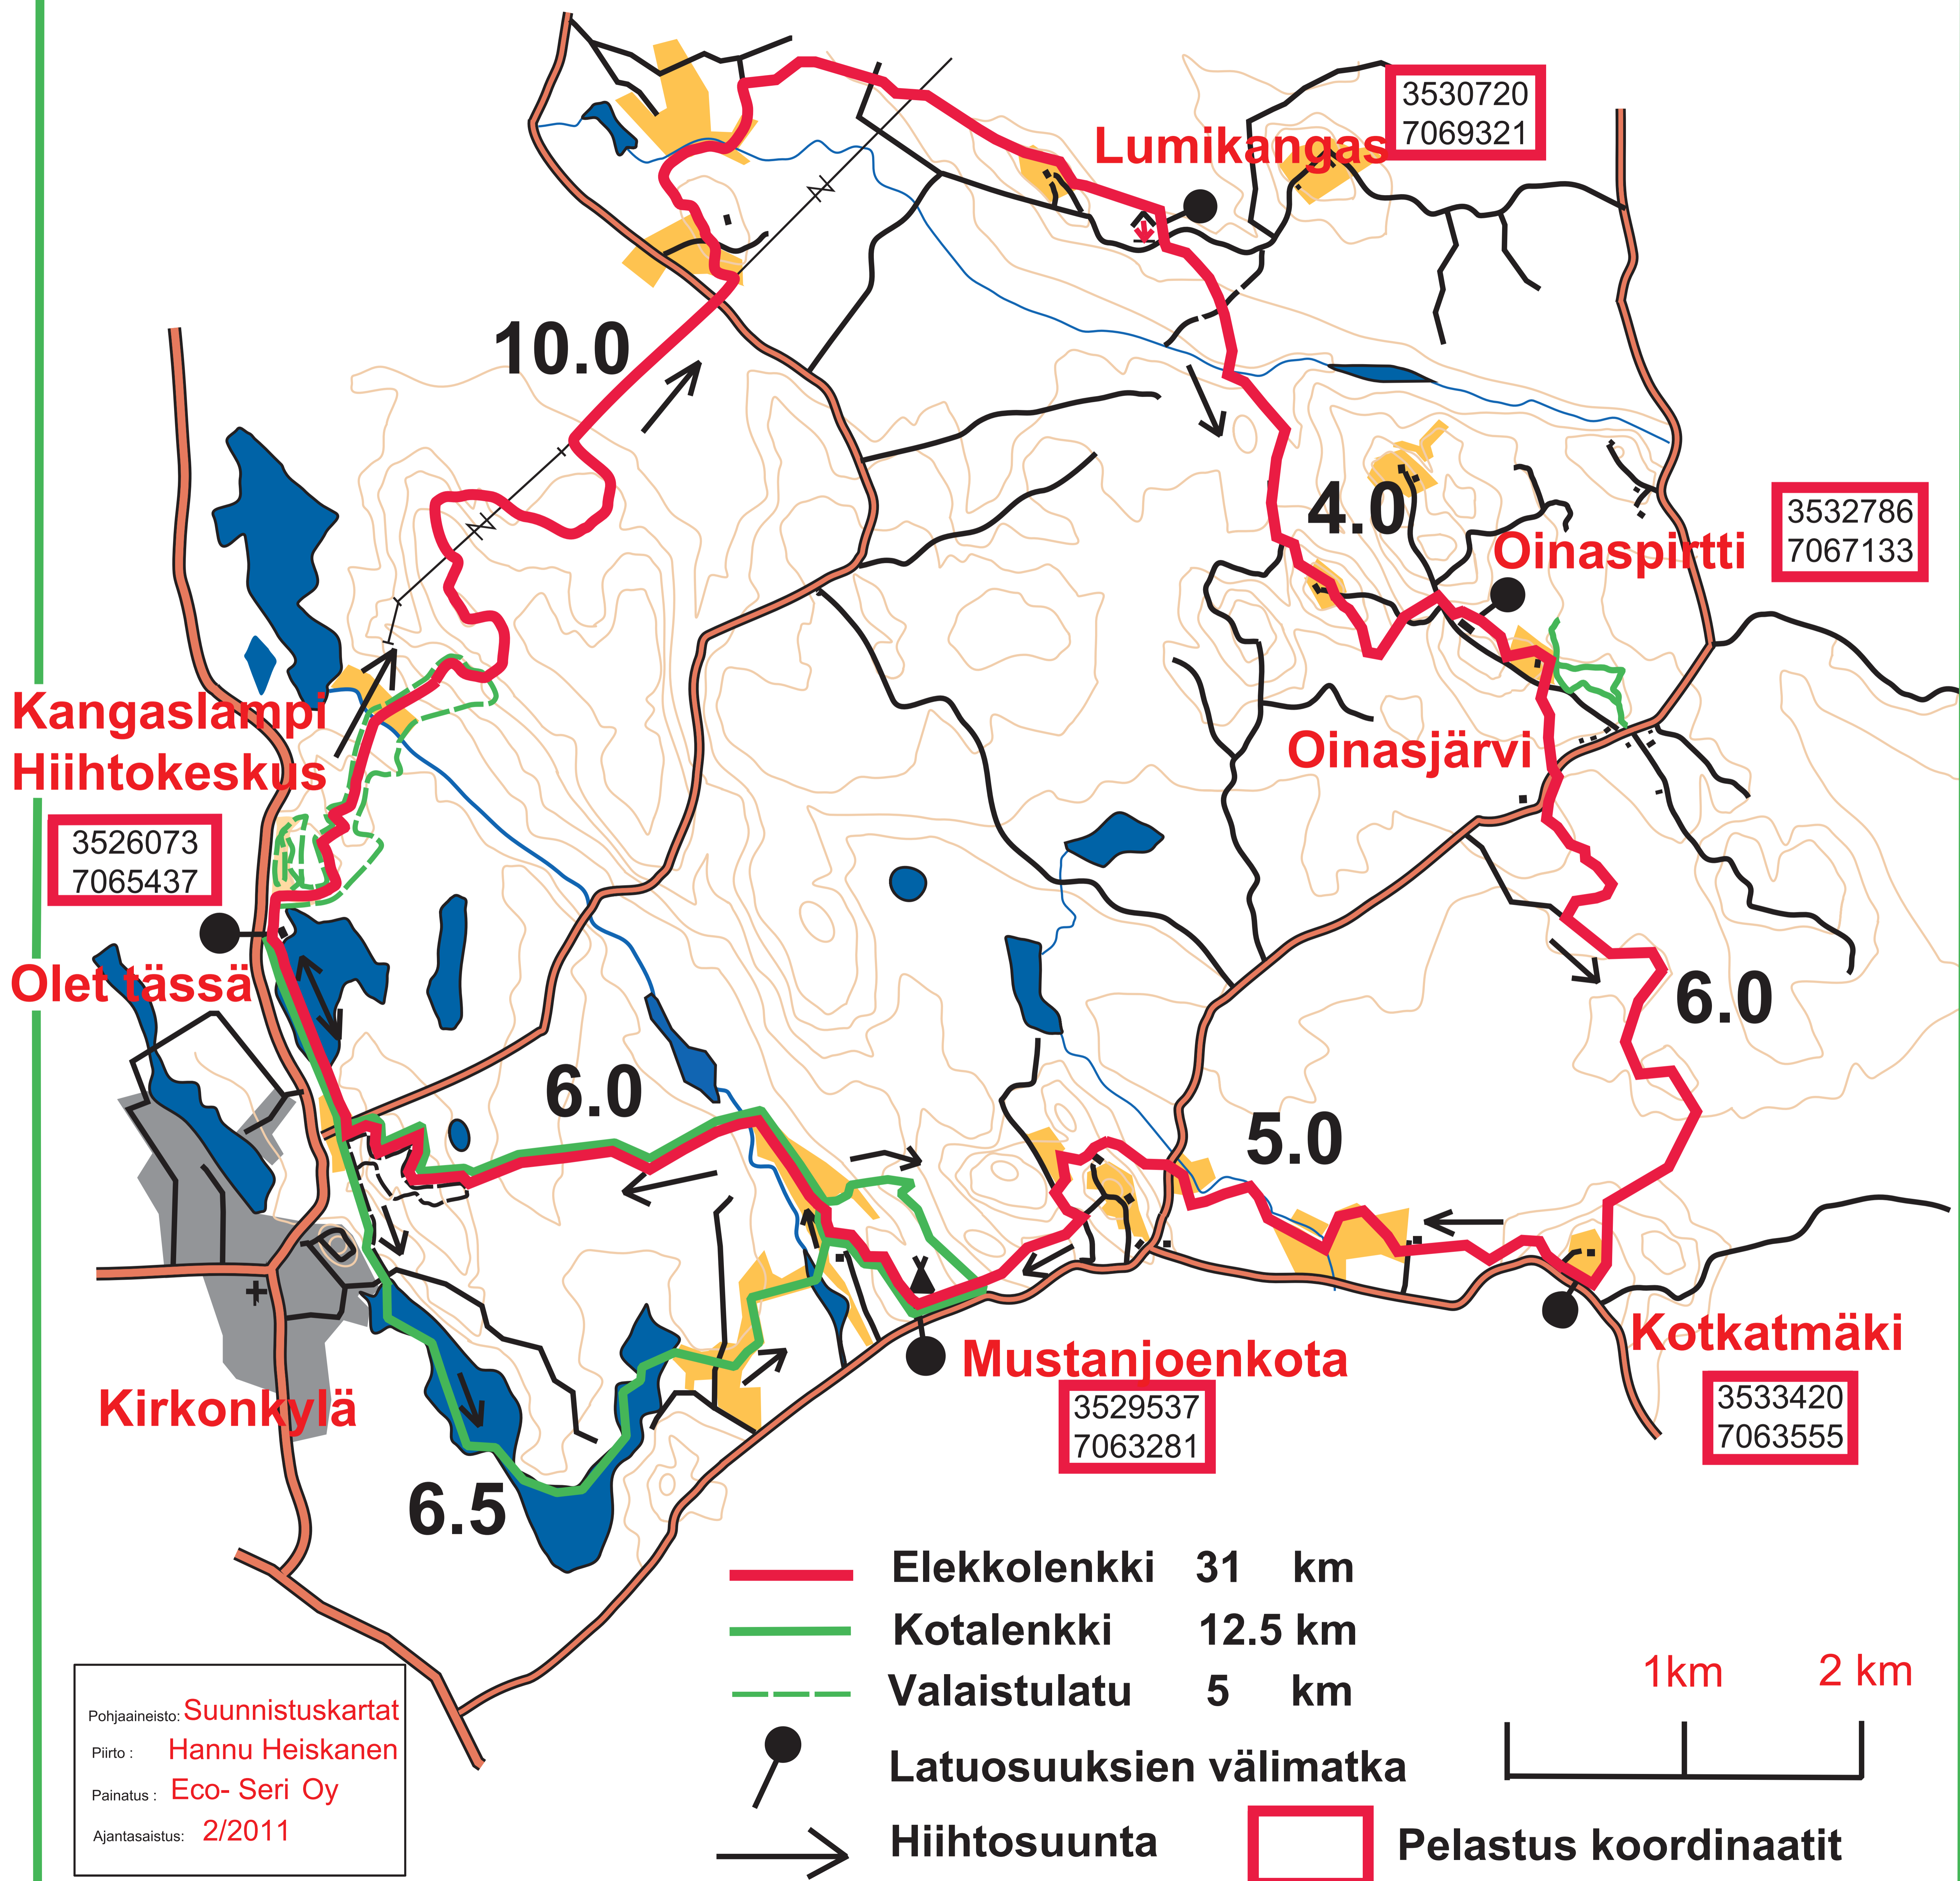 3530720
7069321
Lumikangas
10.0
4.0
3532786
7067133
Oinaspirtti
Kangaslampi
Hiihtokeskus
Oinasjärvi
3526073
7065437
Olet tässä
6.0
6.0
5.0
Mustanjoenkota
3529537
7063281
Kotkatmäki
3533420
7063555
Kirkonkylä
6.5
Elekkolenkki 31 km
Kotalenkki 12.5 km
Valaistulatu 5 km
Latuosuuksien välimatka
Hiihtosuunta
Pelastus koordinaatit
1km 2 km
Pohjaaineisto: Suunnistuskartat
Piirto : Hannu Heiskanen
Painatus : Eco- Seri Oy
Ajantasaistus: 2/2011